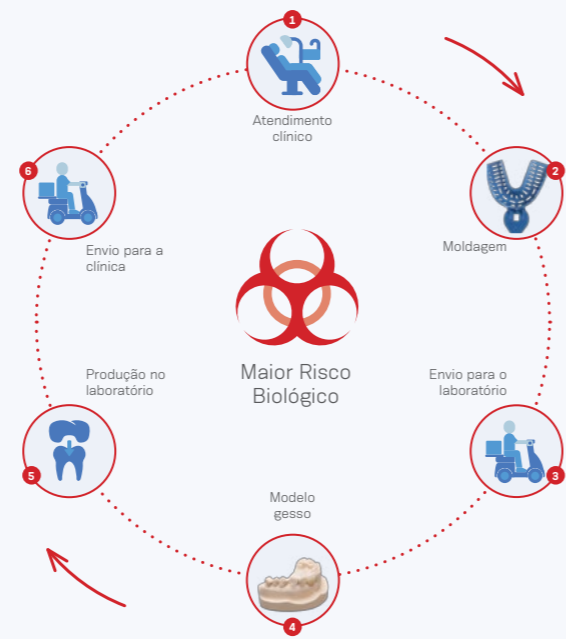 1
Atendimento
clínico
2
Moldagem
3
Envio para o
laboratório
4
Modelo
gesso
5
Produção no
laboratório
6
Envio para a
clínica
Maior Risco
Biológico